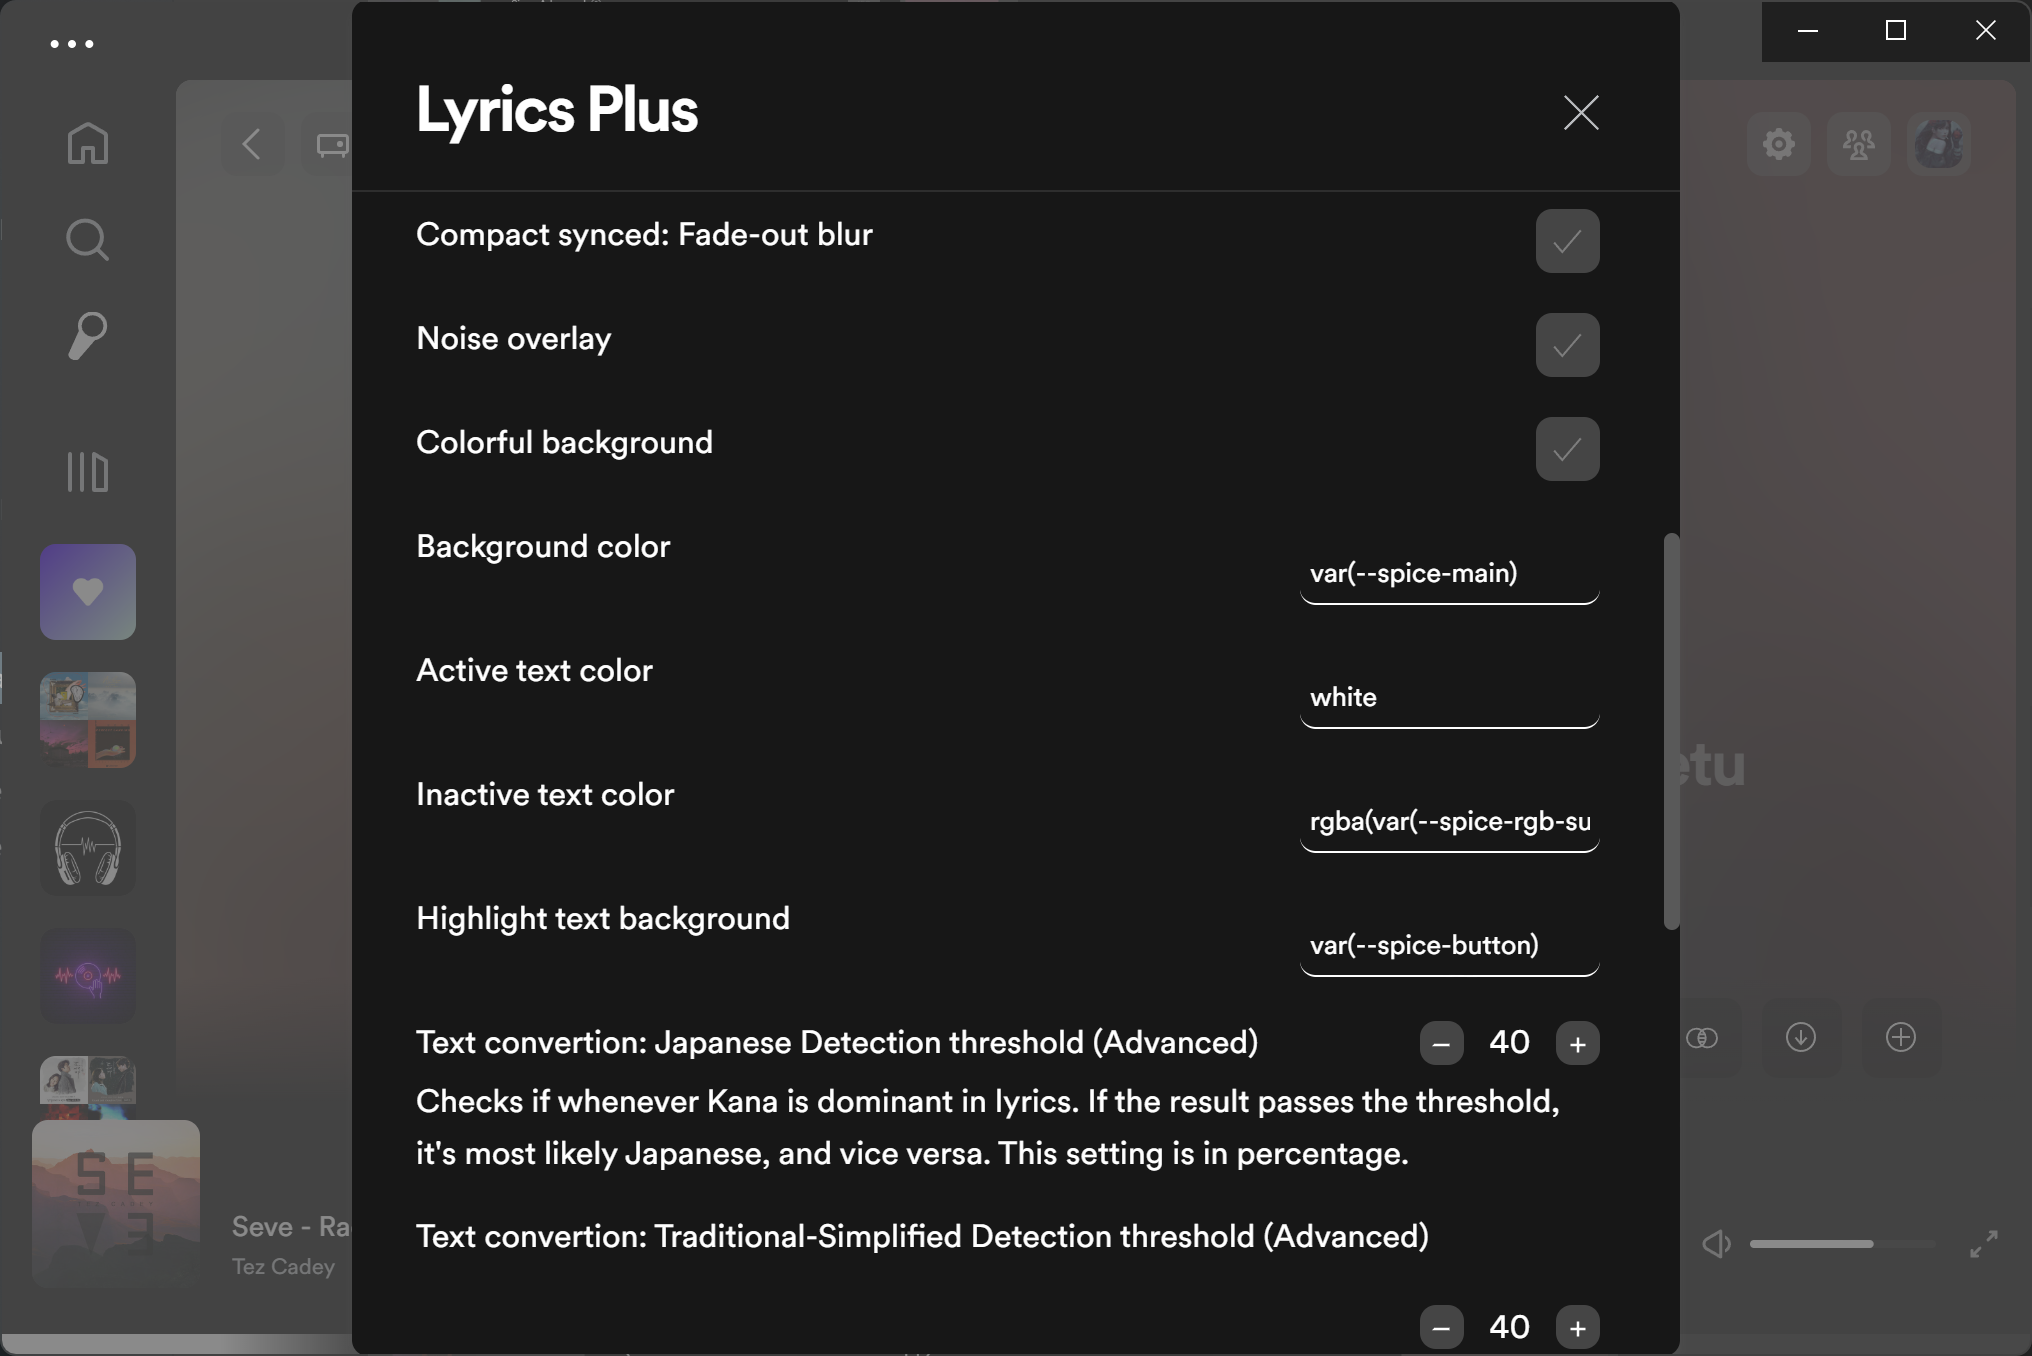 Lyrics Plus
Compact synced: Fade-out blur
Noise overlay
Colorful background
Background color
var(--spice-main)
Active text color
white
Inactive text color
rgba(var(--spice-rgb-su
Highlight text background
var(--spice-button)
Text convertion: Japanese Detection threshold (Advanced)
40
Checks if whenever Kana is dominant in lyrics. If the result passes the threshold,
it's most likely Japanese, and vice versa. This setting is in percentage.
Text convertion: Traditional-Simplified Detection threshold (Advanced)
40
etu
S E
V 3
Seve - Ra
Tez Cadey